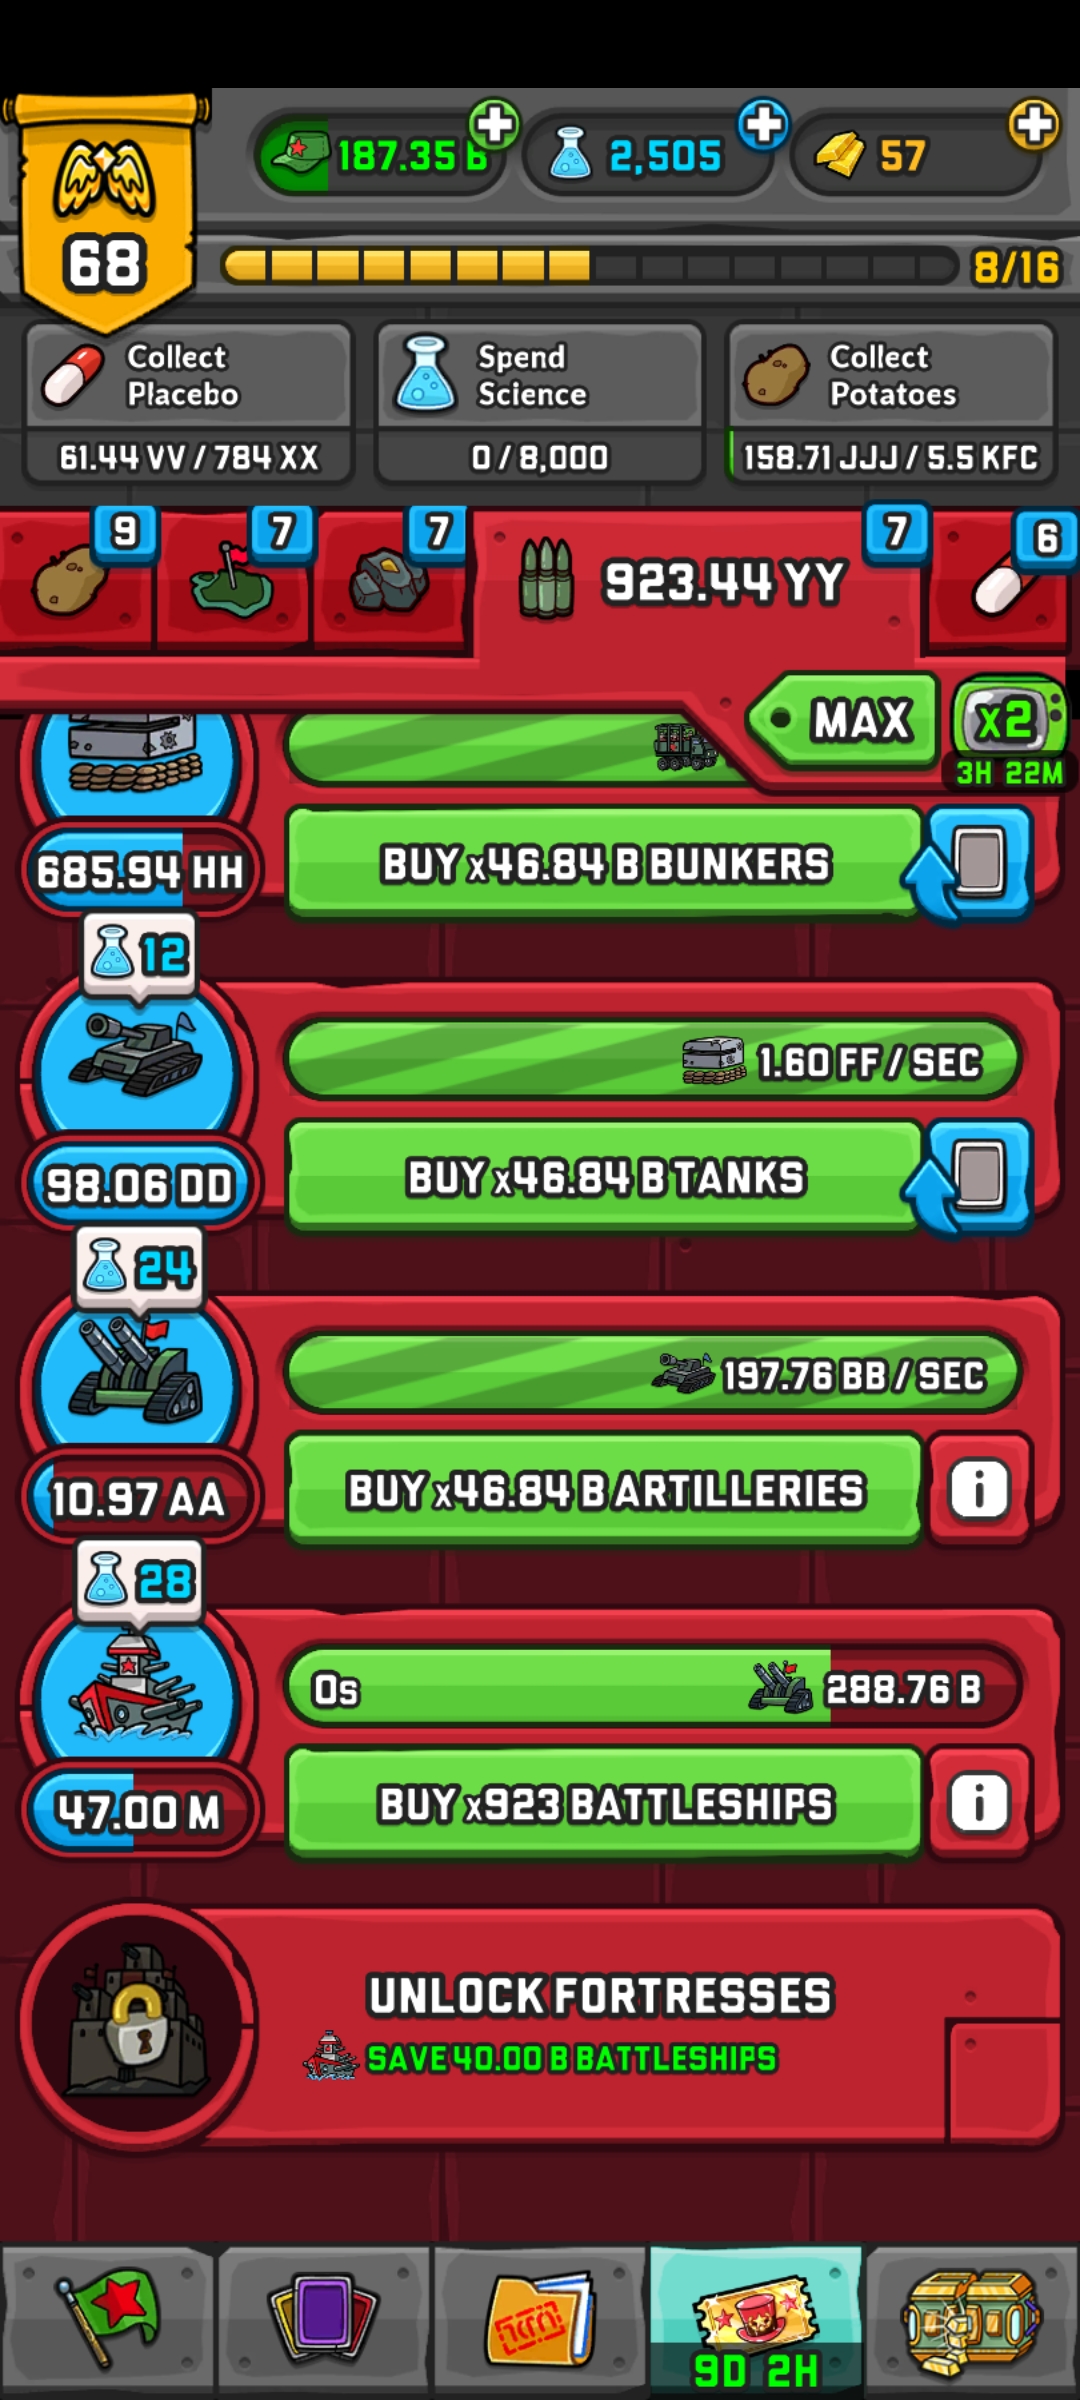 187.35 B
2,505
57
68
8/16
Collect
Placebo
61.44 VV / 784 XX
Spend
Science
0 / 8,000
Collect
Potatoes
158.71 JJJ / 5.5 KFC
9
7
7
923.44 YY
7
6
MAX
x2
3H 22M
685.94 HH
BUY x46.84 B BUNKERS
12
1.60 FF / SEC
98.06 DD
BUY x46.84 B TANKS
24
197.76 BB / SEC
10.97 AA
BUY x46.84 B ARTILLERIES
i
28
0s
288.76 B
47.00 M
BUY x923 BATTLESHIPS
i
UNLOCK FORTRESSES
SAVE 40.00 B BATTLESHIPS
9D 2H